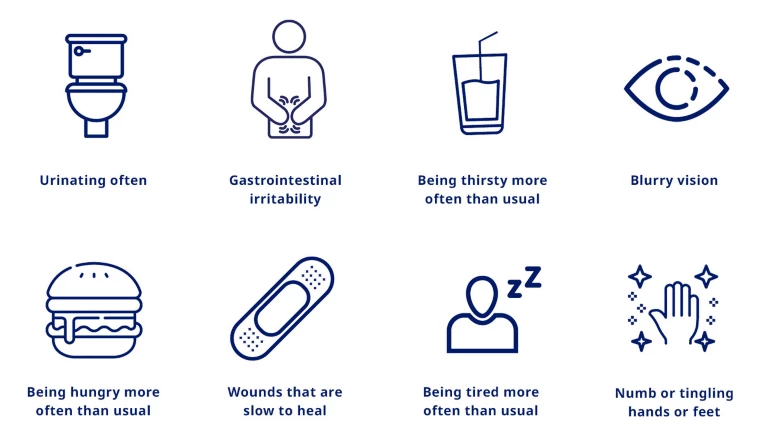 Urinating often
Gastrointestinal
irritability
Being thirsty more
often than usual
Blurry vision
Being hungry more
often than usual
Wounds that are
slow to heal
zZ
Being tired more
often than usual
Numb or tingling
hands or feet